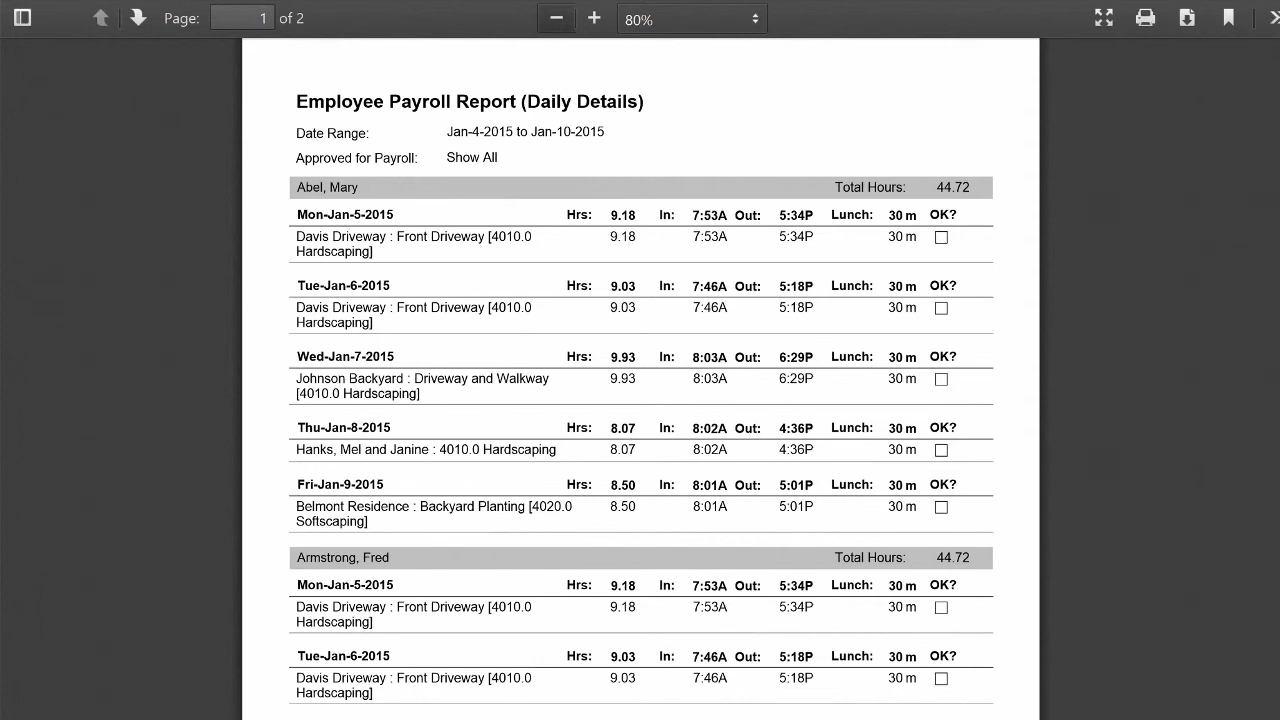 Page: 1 of 2 80%
Employee Payroll Report (Daily Details)
Date Range: Jan-4-2015 to Jan-10-2015
Approved for Payroll: Show All
Abel, Mary Total Hours: 44.72
Mon-Jan-5-2015 Hrs: 9.18 In: 7:53A Out: 5:34P Lunch: 30 m OK?
Davis Driveway : Front Driveway [4010.0 9.18 7:53A 5:34P 30 m
Hardscaping]
Tue-Jan-6-2015 Hrs: 9.03 In: 7:46A Out: 5:18P Lunch: 30 m OK?
Davis Driveway : Front Driveway [4010.0 9.03 7:46A 5:18P 30 m
Hardscaping]
Wed-Jan-7-2015 Hrs: 9.93 In: 8:03A Out: 6:29P Lunch: 30 m OK?
Johnson Backyard : Driveway and Walkway 9.93 8:03A 6:29P 30 m
[4010.0 Hardscaping]
Thu-Jan-8-2015 Hrs: 8.07 In: 8:02A Out: 4:36P Lunch: 30 m OK?
Hanks, Mel and Janine : 4010.0 Hardscaping 8.07 8:02A 4:36P 30 m
Fri-Jan-9-2015 Hrs: 8.50 In: 8:01A Out: 5:01P Lunch: 30 m OK?
Belmont Residence : Backyard Planting [4020.0 8.50 8:01A 5:01P 30 m
Softscaping]
Armstrong, Fred Total Hours: 44.72
Mon-Jan-5-2015 Hrs: 9.18 In: 7:53A Out: 5:34P Lunch: 30 m OK?
Davis Driveway : Front Driveway [4010.0 9.18 7:53A 5:34P 30 m
Hardscaping]
Tue-Jan-6-2015 Hrs: 9.03 In: 7:46A Out: 5:18P Lunch: 30 m OK?
Davis Driveway : Front Driveway [4010.0 9.03 7:46A 5:18P 30 m
Hardscaping]